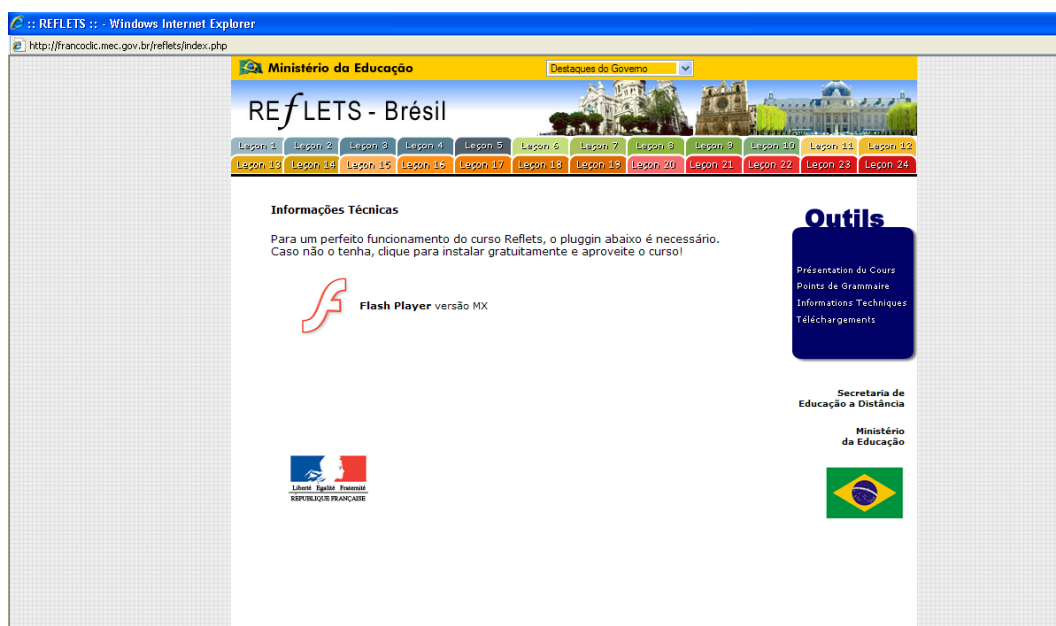 :: REFLETS :: - Windows Internet Explorer
http://francoclic.mec.gov.br/reflets/index.php
Ministério da Educação
Destaques do Governo
REfLETS - Brésil
Leçon 1 Leçon 2 Leçon 3 Leçon 4 Leçon 5 Leçon 6 Leçon 7 Leçon 8 Leçon 9 Leçon 10 Leçon 11 Leçon 12
Leçon 13 Leçon 14 Leçon 15 Leçon 16 Leçon 17 Leçon 18 Leçon 19 Leçon 20 Leçon 21 Leçon 22 Leçon 23 Leçon 24
Informações Técnicas
Para um perfeito funcionamento do curso Reflets, o pluggin abaixo é necessário.
Caso não o tenha, clique para instalar gratuitamente e aproveite o curso!
Flash Player versão MX
Outils
Présentation du Cours
Points de Grammaire
Informations Techniques
Téléchargements
Secretaria de
Educação a Distância
Ministério
da Educação
Liberté Égalité Fraternité
RÉPUBLIQUE FRANÇAISE